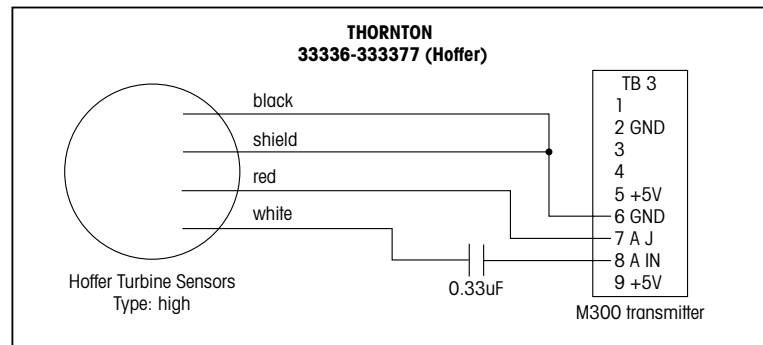 THORNTON
33336-333377 (Hoffer)
black
shield
red
white
0.33uF
Hoffer Turbine Sensors
Type: high
TB 3
1
2 GND
3
4
5 +5V
6 GND
7 A J
8 A IN
9 +5V
M300 transmitter